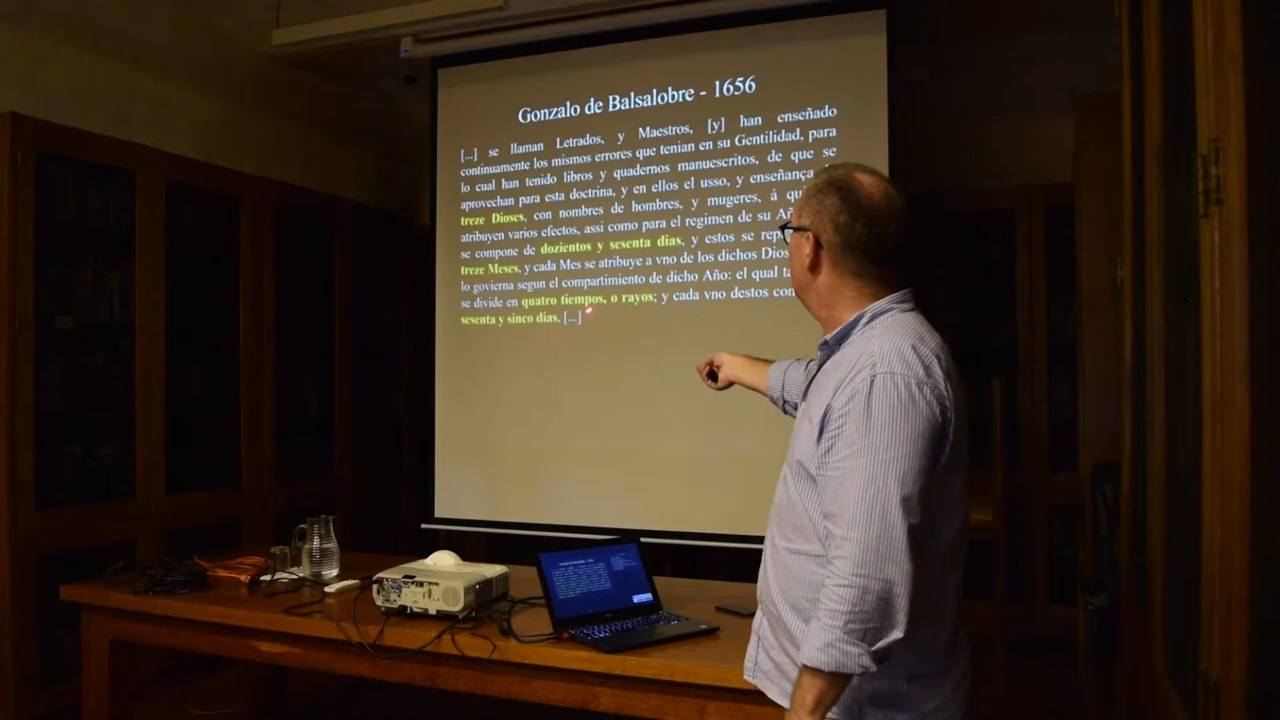 Gonzalo de Balsalobre - 1656
[...] se llaman Letrados, y Maestros, [y] han enseñado
continuamente los mismos errores que tenian en su Gentilidad, para
lo cual han tenido libros y quadernos manuescritos, de que se
aprovechan para esta doctrina, y en ellos el usso, y enseñança
treze Dioses, con nombres de hombres, y mugeres, á
atribuyen varios efectos, assi como para el regimen de su
se compone de dozientos y sesenta dias, y estos se
treze Meses, y cada Mes se atribuye a vno de los dichos
lo governa segun el compartimiento de dicho Año: el qual
se divide en quatro tiempos, o rayos; y cada vno destos
sesenta y sinco dias. [...]